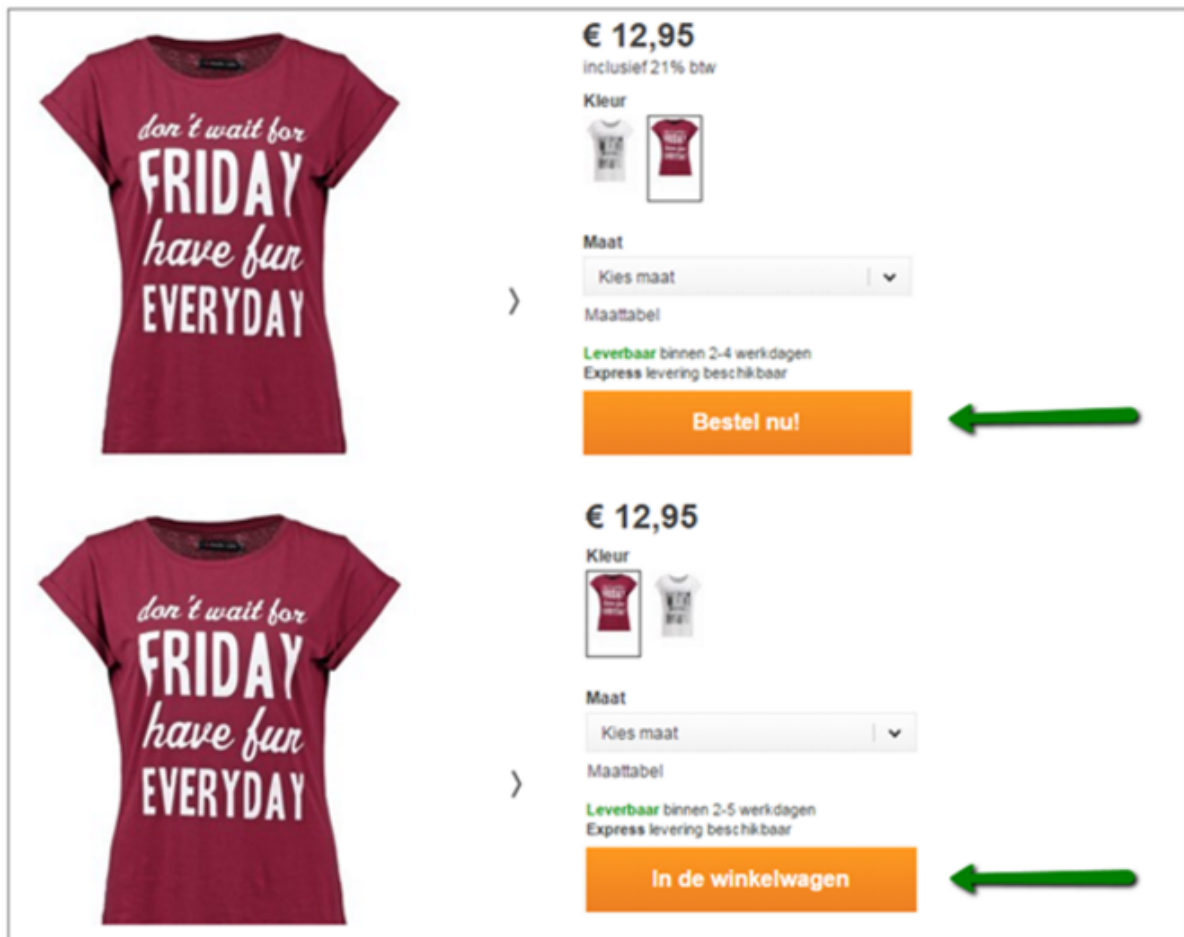 don't wait for
FRIDAY
have fun
EVERYDAY
€ 12,95
inclusief 21% btw
Kleur
Maat
Kies maat
Maattabel
Leverbaar binnen 2-4 werkdagen
Express levering beschikbaar
Bestel nu!
don't wait for
FRIDAY
have fun
EVERYDAY
€ 12,95
Kleur
Maat
Kies maat
Maattabel
Leverbaar binnen 2-5 werkdagen
Express levering beschikbaar
In de winkelwagen